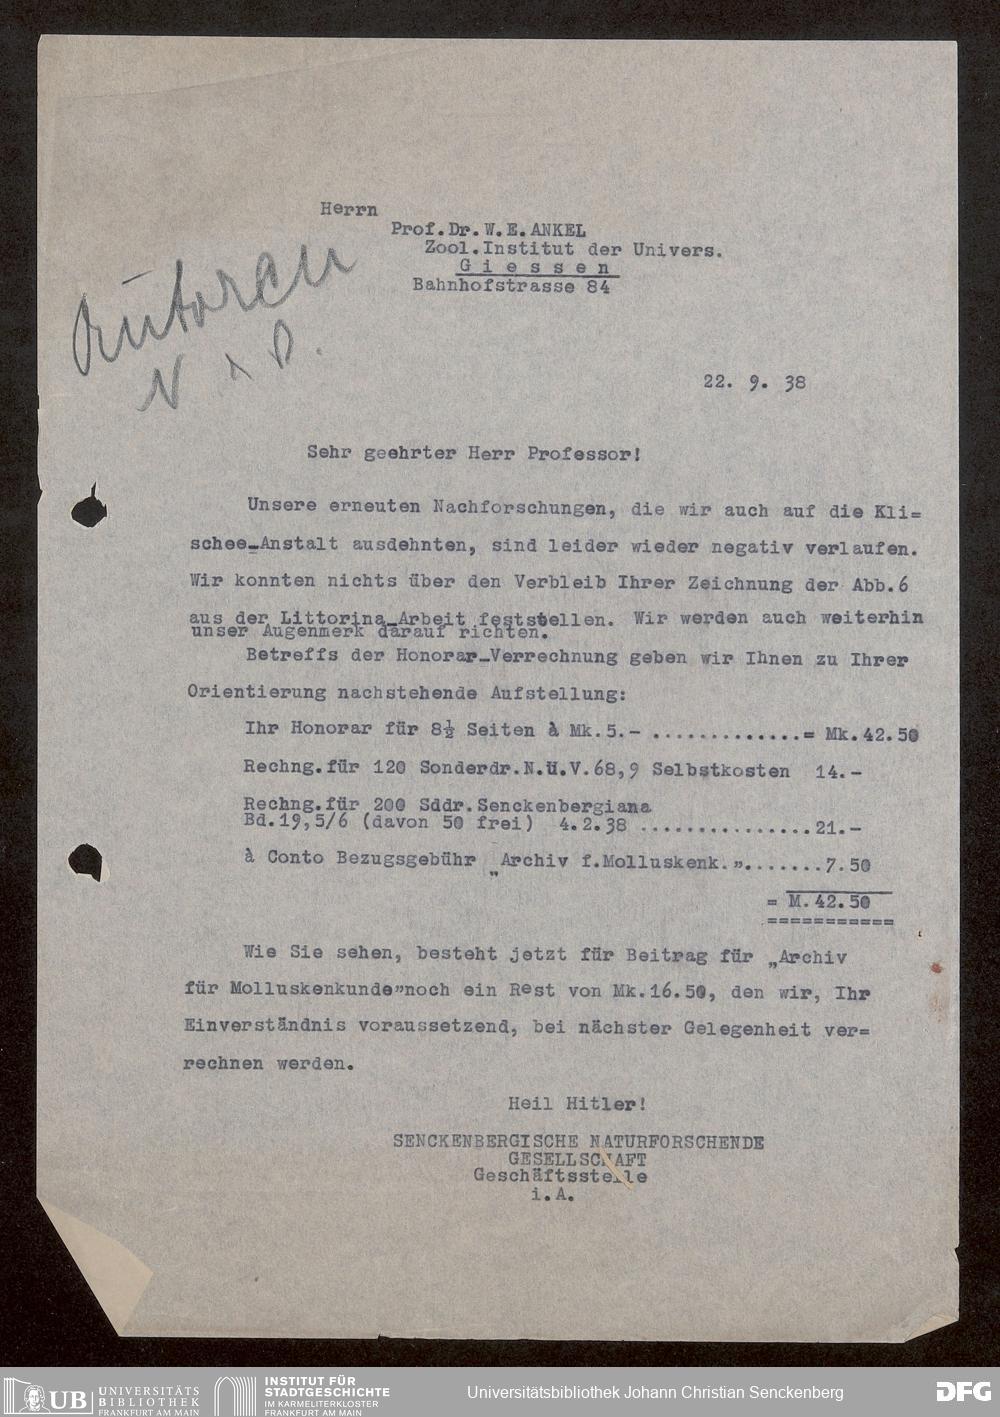 Herrn
Prof.Dr.W.E.ANKEL
Zool.Institut der Univers.
G i e s s e n
Bahnhofstrasse 84
Autoren
N
22. 9. 38
Sehr geehrter Herr Professor!
Unsere erneuten Nachforschungen, die wir auch auf die Kli=
schee-Anstalt ausdehnten, sind leider wieder negativ verlaufen.
Wir konnten nichts über den Verbleib Ihrer Zeichnung der Abb.6
aus der Littorina-Arbeit feststellen. Wir werden auch weiterhin
unser Augenmerk darauf richten.
Betreffs der Honorar-Verrechnung geben wir Ihnen zu Ihrer
Orientierung nachstehende Aufstellung:
Ihr Honorar für 8½ Seiten à Mk.5.- .............= Mk.42.50
Rechng.für 120 Sonderdr.N.u.V.68,9 Selbstkosten 14.-
Rechng.für 200 Sddr.Senckenbergiana
Bd.19,5/6 (davon 50 frei) 4.2.38 ...............21.-
à Conto Bezugsgebühr „Archiv f.Molluskenk.".......7.50
= M.42.50
===========
Wie Sie sehen, besteht jetzt für Beitrag für „Archiv
für Molluskenkunde"noch ein Rest von Mk.16.50, den wir, Ihr
Einverständnis voraussetzend, bei nächster Gelegenheit ver=
rechnen werden.
Heil Hitler!
SENCKENBERGISCHE NATURFORSCHENDE
GESELLSCHAFT
Geschäftsstelle
i.A.
UB UNIVERSITÄTS
BIBLIOTHEK
FRANKFURT AM MAIN
INSTITUT FÜR
STADTGESCHICHTE
IM KARMELITERKLOSTER
FRANKFURT AM MAIN
Universitätsbibliothek Johann Christian Senckenberg
DFG